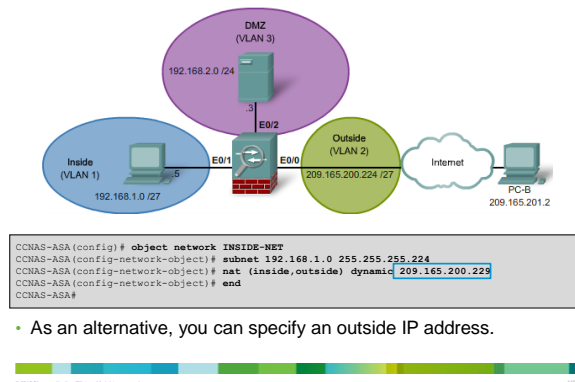 DMZ
(VLAN 3)
192.168.2.0 /24
.3
E0/2
Outside
(VLAN 2)
Inside
(VLAN 1)
E0/1
E0/0
Internet
.5
209.165.200.224 /27
192.168.1.0 /27
PC-B
209.165.201.2
CCNAS-ASA(config)# object network INSIDE-NET
CCNAS-ASA(config-network-object)# subnet 192.168.1.0 255.255.255.224
CCNAS-ASA(config-network-object)# nat (inside,outside) dynamic 209.165.200.229
CCNAS-ASA(config-network-object)# end
CCNAS-ASA#
• As an alternative, you can specify an outside IP address.